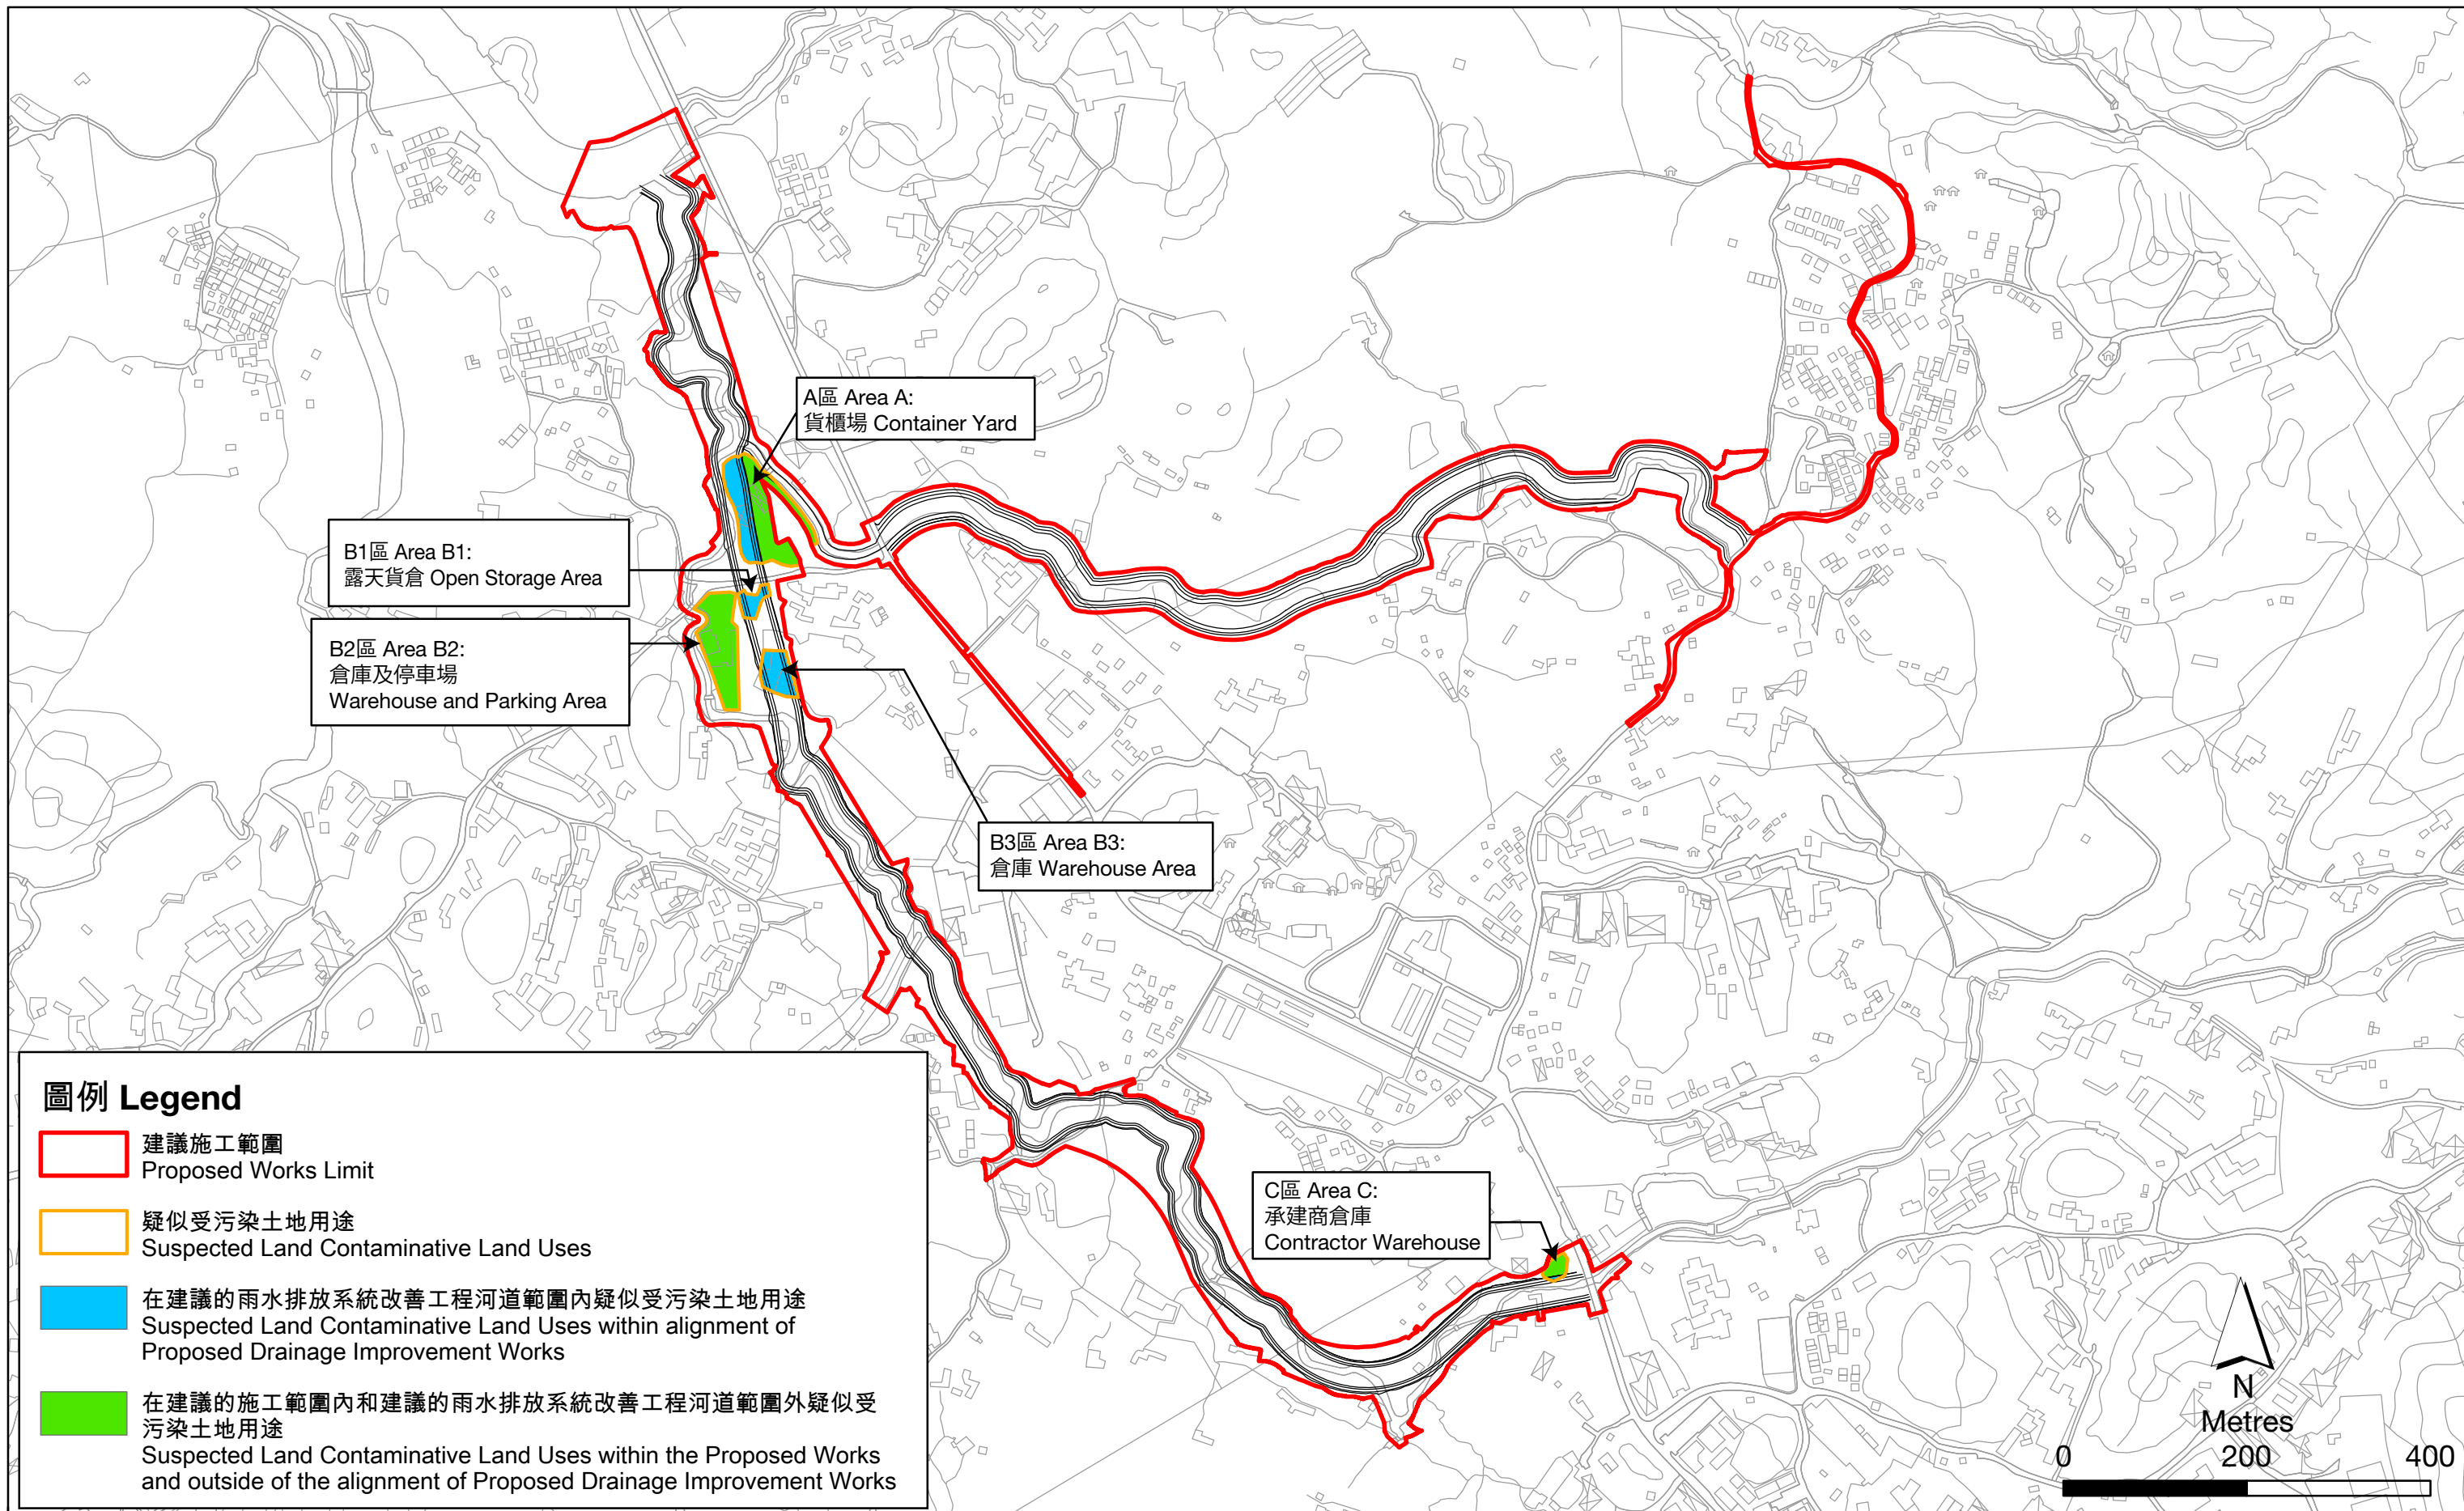 A區 Area A:
貨櫃場 Container Yard
B1區 Area B1:
露天貨倉 Open Storage Area
B2區 Area B2:
倉庫及停車場
Warehouse and Parking Area
B3區 Area B3:
倉庫 Warehouse Area
C區 Area C:
承建商倉庫
Contractor Warehouse
圖例 Legend
建議施工範圍
Proposed Works Limit
疑似受污染土地用途
Suspected Land Contaminative Land Uses
在建議的雨水排放系統改善工程河道範圍內疑似受污染土地用途
Suspected Land Contaminative Land Uses within alignment of
Proposed Drainage Improvement Works
在建議的施工範圍內和建議的雨水排放系統改善工程河道範圍外疑似受
污染土地用途
Suspected Land Contaminative Land Uses within the Proposed Works
and outside of the alignment of Proposed Drainage Improvement Works
N
Metres
0 200 400